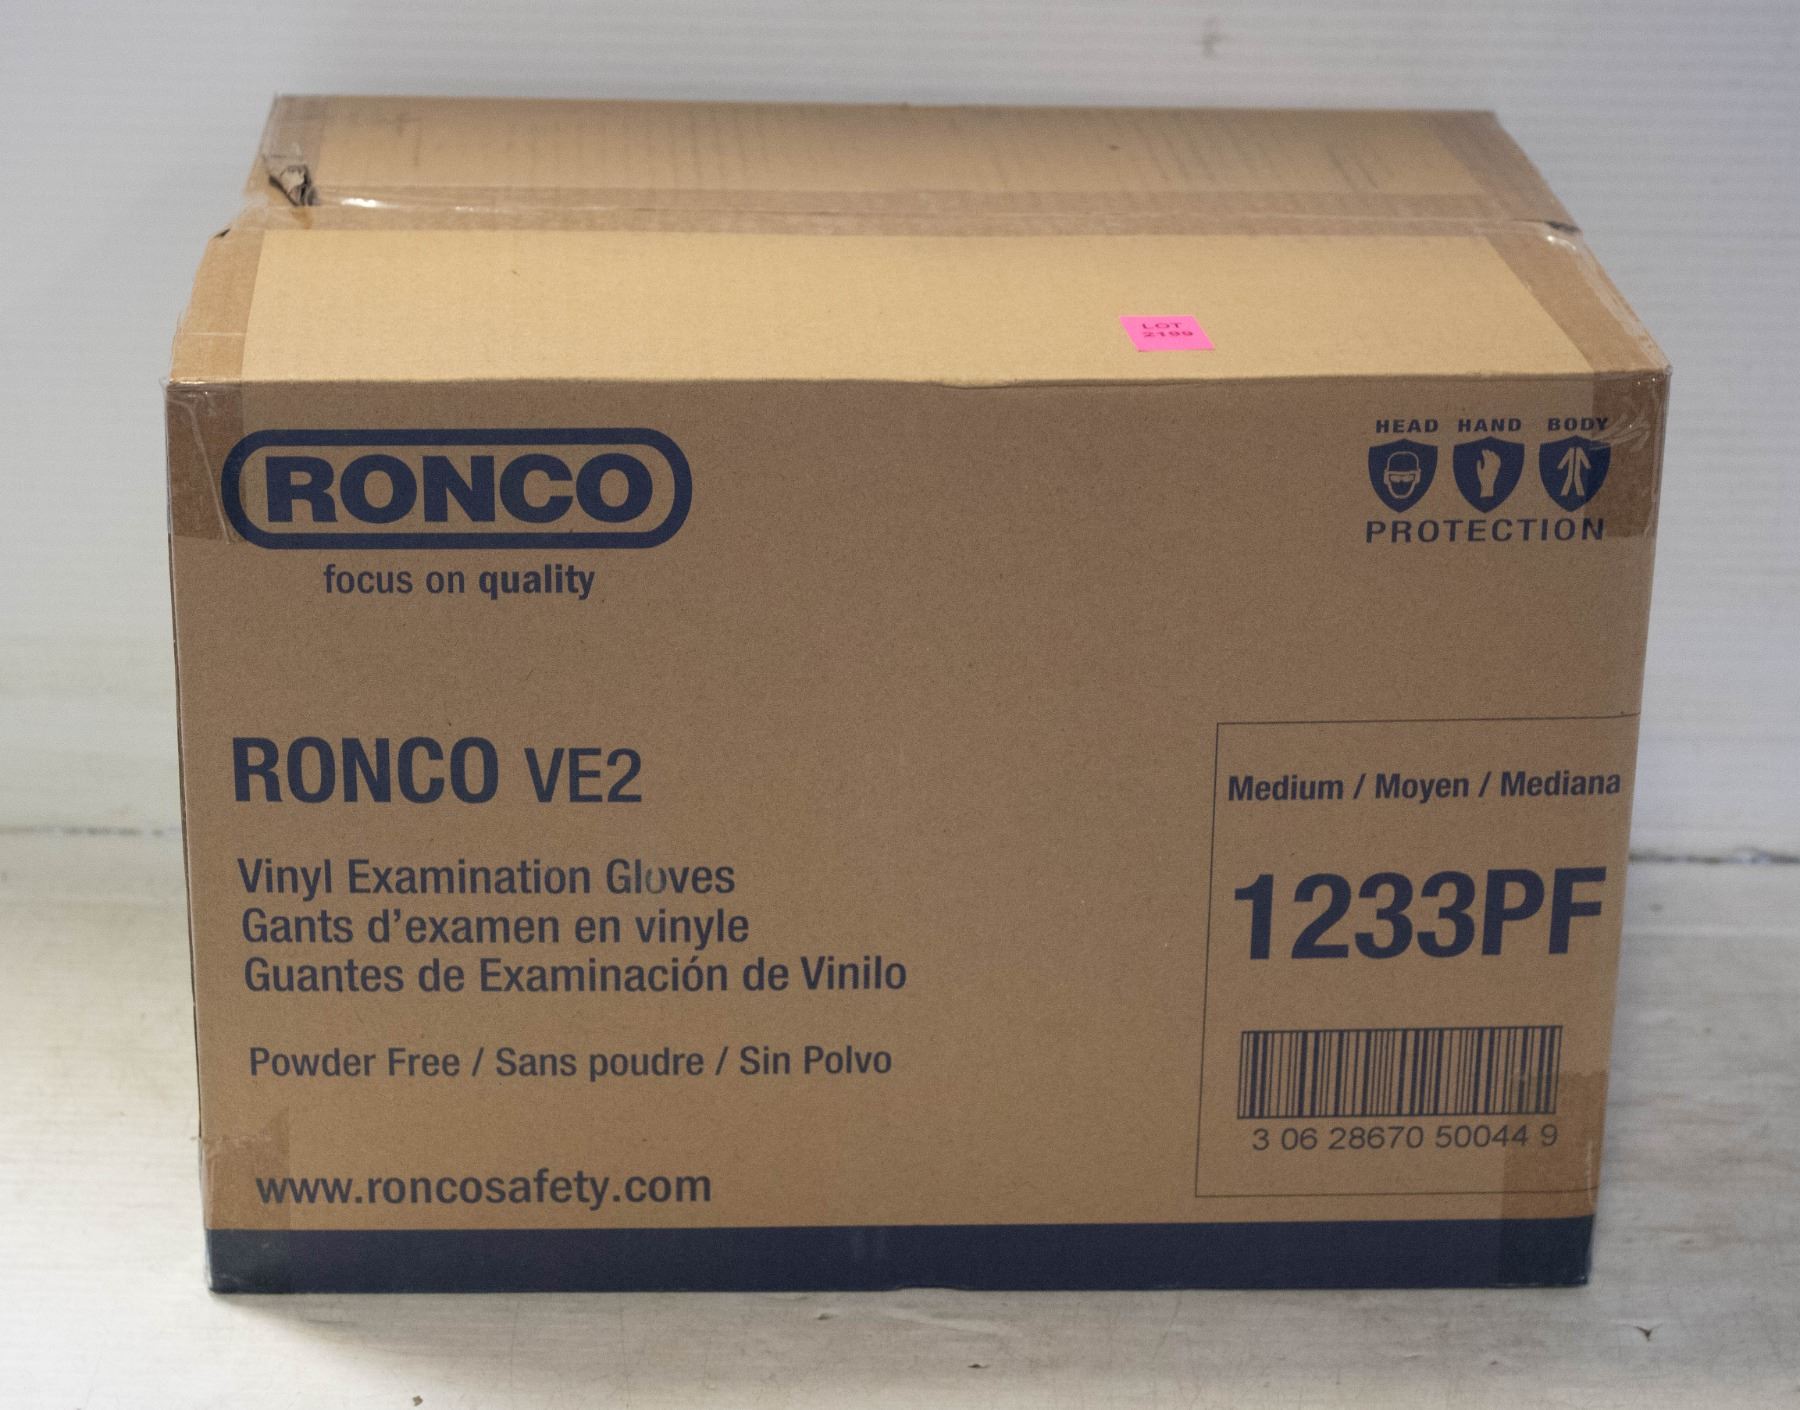 LOT
2199
RONCO
focus on quality
HEAD HAND BODY
PROTECTION
RONCO VE2
Vinyl Examination Gloves
Gants d'examen en vinyle
Guantes de Examinación de Vinilo
Powder Free / Sans poudre / Sin Polvo
www.roncosafety.com
Medium / Moyen / Mediana
1233PF
3 06 28670 50044 9